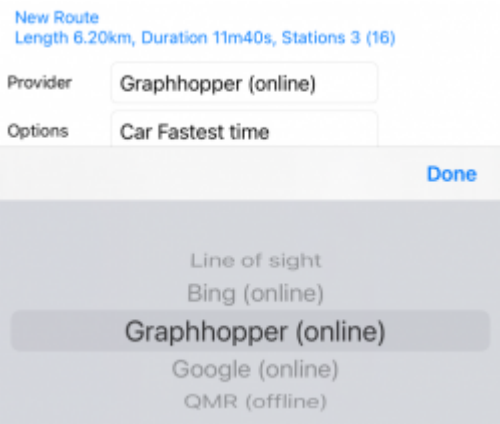 New Route
Length 6.20km, Duration 11m40s, Stations 3 (16)
Provider Graphhopper (online)
Options Car Fastest time
Done
Line of sight
Bing (online)
Graphhopper (online)
Google (online)
QMR (offline)